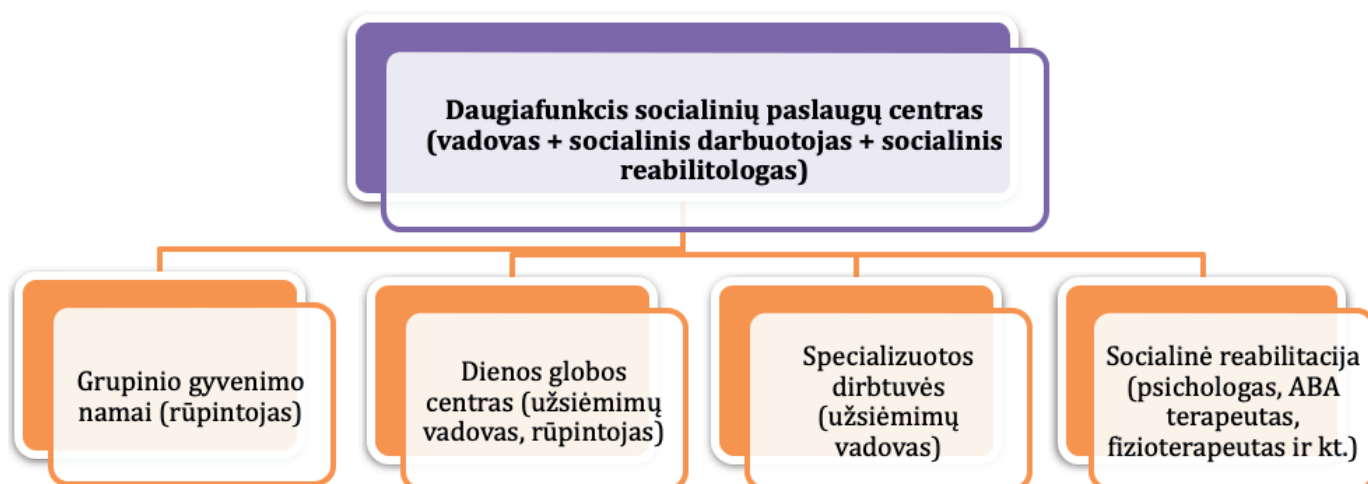 Daugiafunkcis socialinių paslaugų centras
(vadovas + socialinis darbuotojas + socialinis
reabilitologas)
Grupinio gyvenimo
namai (rūpintojas)
Dienos globos
centras (užsiėmimų
vadovas, rūpintojas)
Specializuotos
dirbtuvės
(užsiėmimų
vadovas)
Socialinė reabilitacija
(psichologas, ABA
terapeutas,
fizioterapeutas ir kt.)